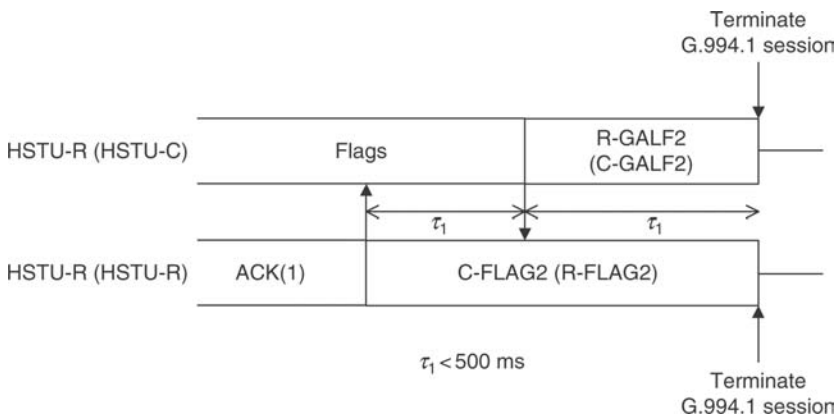 Terminate
G.994.1 session
HSTU-R (HSTU-C)
Flags
R-GALF2
(C-GALF2)
τ1
τ1
HSTU-R (HSTU-R)
ACK(1)
C-FLAG2 (R-FLAG2)
τ1 < 500 ms
Terminate
G.994.1 session